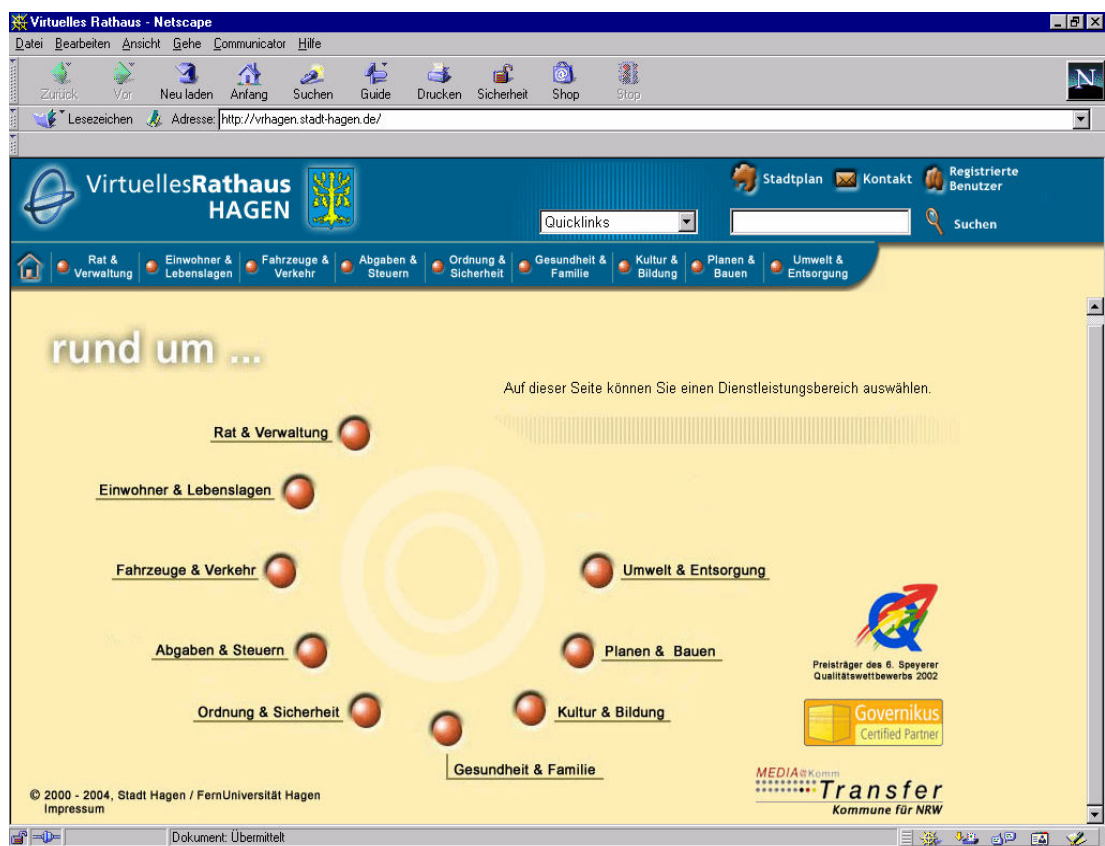 Virtuelles Rathaus - Netscape
Datei Bearbeiten Ansicht Gehe Communicator Hilfe
Zurück Vor Neu laden Anfang Suchen Guide Drucken Sicherheit Shop Stop
N
Lesezeichen Adresse: http://vrhagen.stadt-hagen.de/
VirtuellesRathaus
HAGEN
Stadtplan Kontakt Registrierte
Benutzer
Quicklinks Suchen
Rat &
Verwaltung
Einwohner &
Lebenslagen
Fahrzeuge &
Verkehr
Abgaben &
Steuern
Ordnung &
Sicherheit
Gesundheit &
Familie
Kultur &
Bildung
Planen &
Bauen
Umwelt &
Entsorgung
rund um ...
Auf dieser Seite können Sie einen Dienstleistungsbereich auswählen.
Rat & Verwaltung
Einwohner & Lebenslagen
Fahrzeuge & Verkehr
Umwelt & Entsorgung
Abgaben & Steuern
Planen & Bauen
Preisträger des 6. Speyerer
Qualitätswettbewerbs 2002
Ordnung & Sicherheit
Kultur & Bildung
Governikus
Certified Partner
Gesundheit & Familie
MEDIA@Komm
Transfer
Kommune für NRW
© 2000 - 2004, Stadt Hagen / FernUniversität Hagen
Impressum
Dokument: Übermittelt